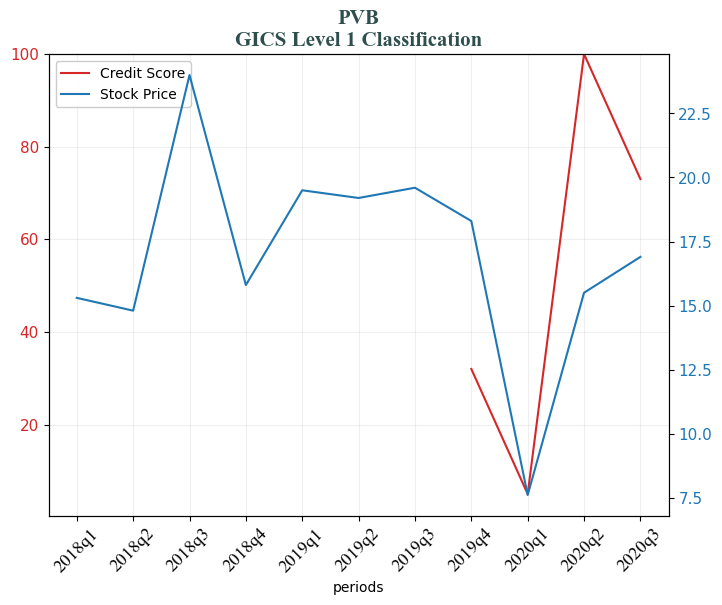 PVB
GICS Level 1 Classification
Credit Score
Stock Price
100
80
60
40
20
22.5
20.0
17.5
15.0
12.5
10.0
7.5
2018q1
2018q2
2018q3
2018q4
2019q1
2019q2
2019q3
2019q4
2020q1
2020q2
2020q3
periods